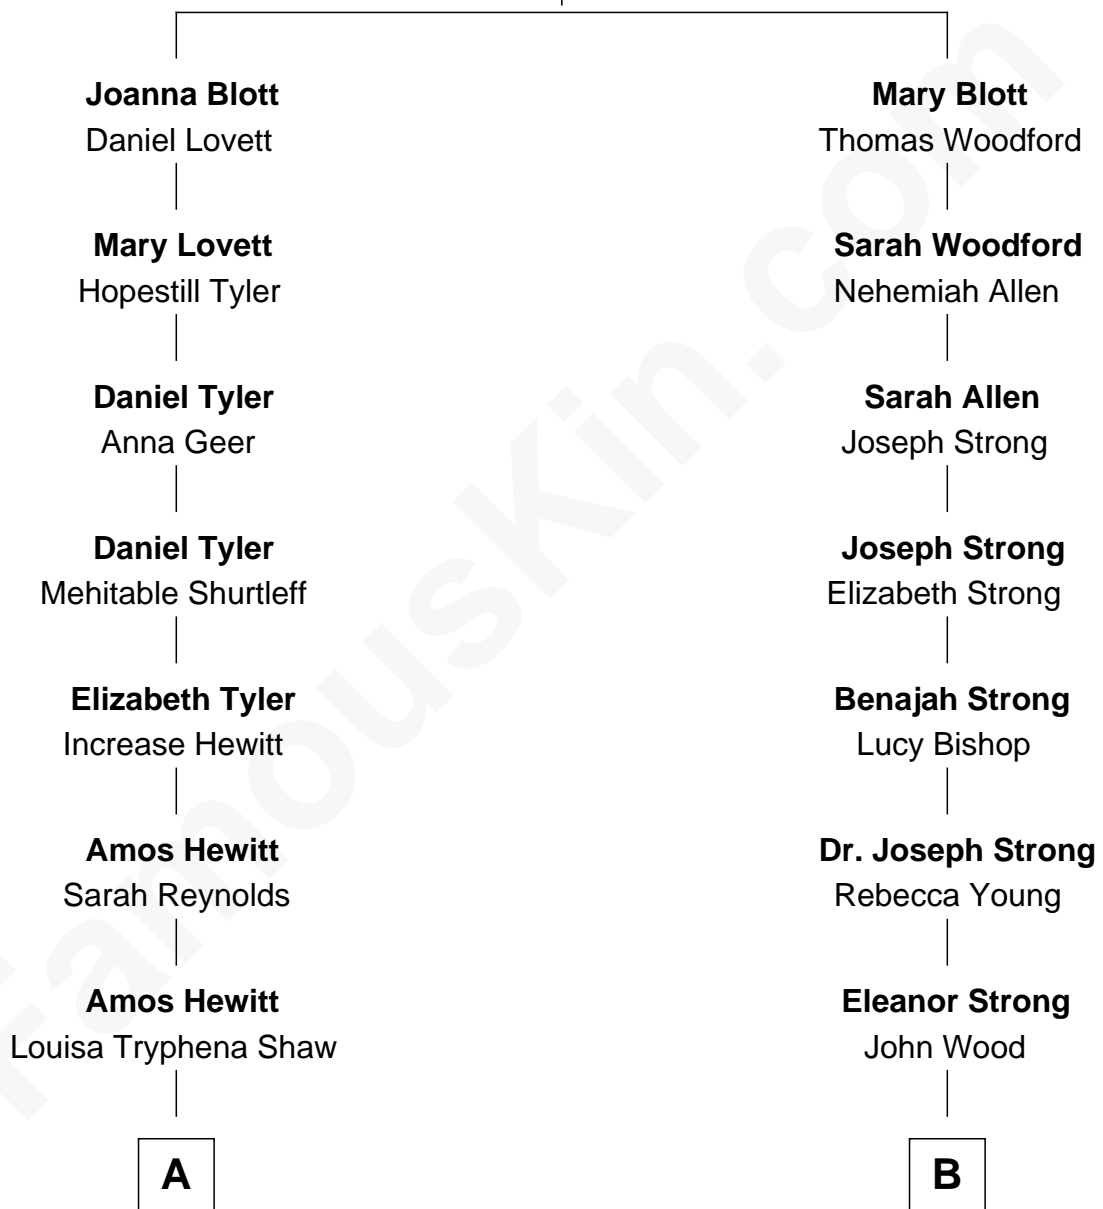 Joanna Blott
Daniel Lovett
Mary Lovett
Hopestill Tyler
Daniel Tyler
Anna Geer
Daniel Tyler
Mehitable Shurtleff
Elizabeth Tyler
Increase Hewitt
Amos Hewitt
Sarah Reynolds
Amos Hewitt
Louisa Tryphena Shaw
A
Mary Blott
Thomas Woodford
Sarah Woodford
Nehemiah Allen
Sarah Allen
Joseph Strong
Joseph Strong
Elizabeth Strong
Benajah Strong
Lucy Bishop
Dr. Joseph Strong
Rebecca Young
Eleanor Strong
John Wood
B
FamousKin.com